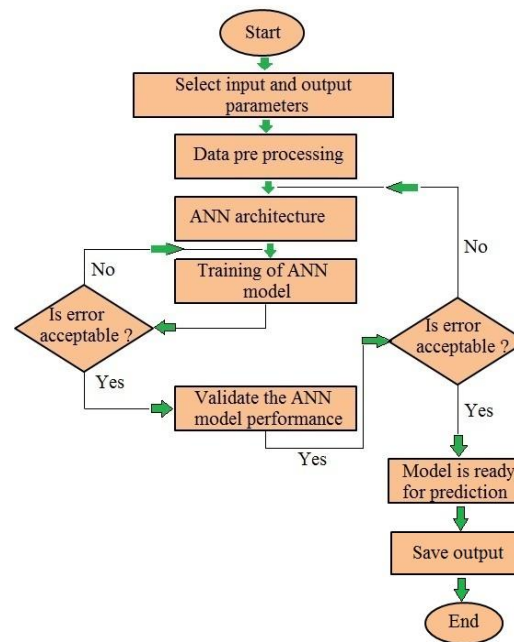 Start
Select input and output
parameters
Data pre processing
ANN architecture
No
Training of ANN
model
Is error
acceptable ?
Yes
Validate the ANN
model performance
Yes
No
Is error
acceptable ?
Yes
Model is ready
for prediction
Save output
End